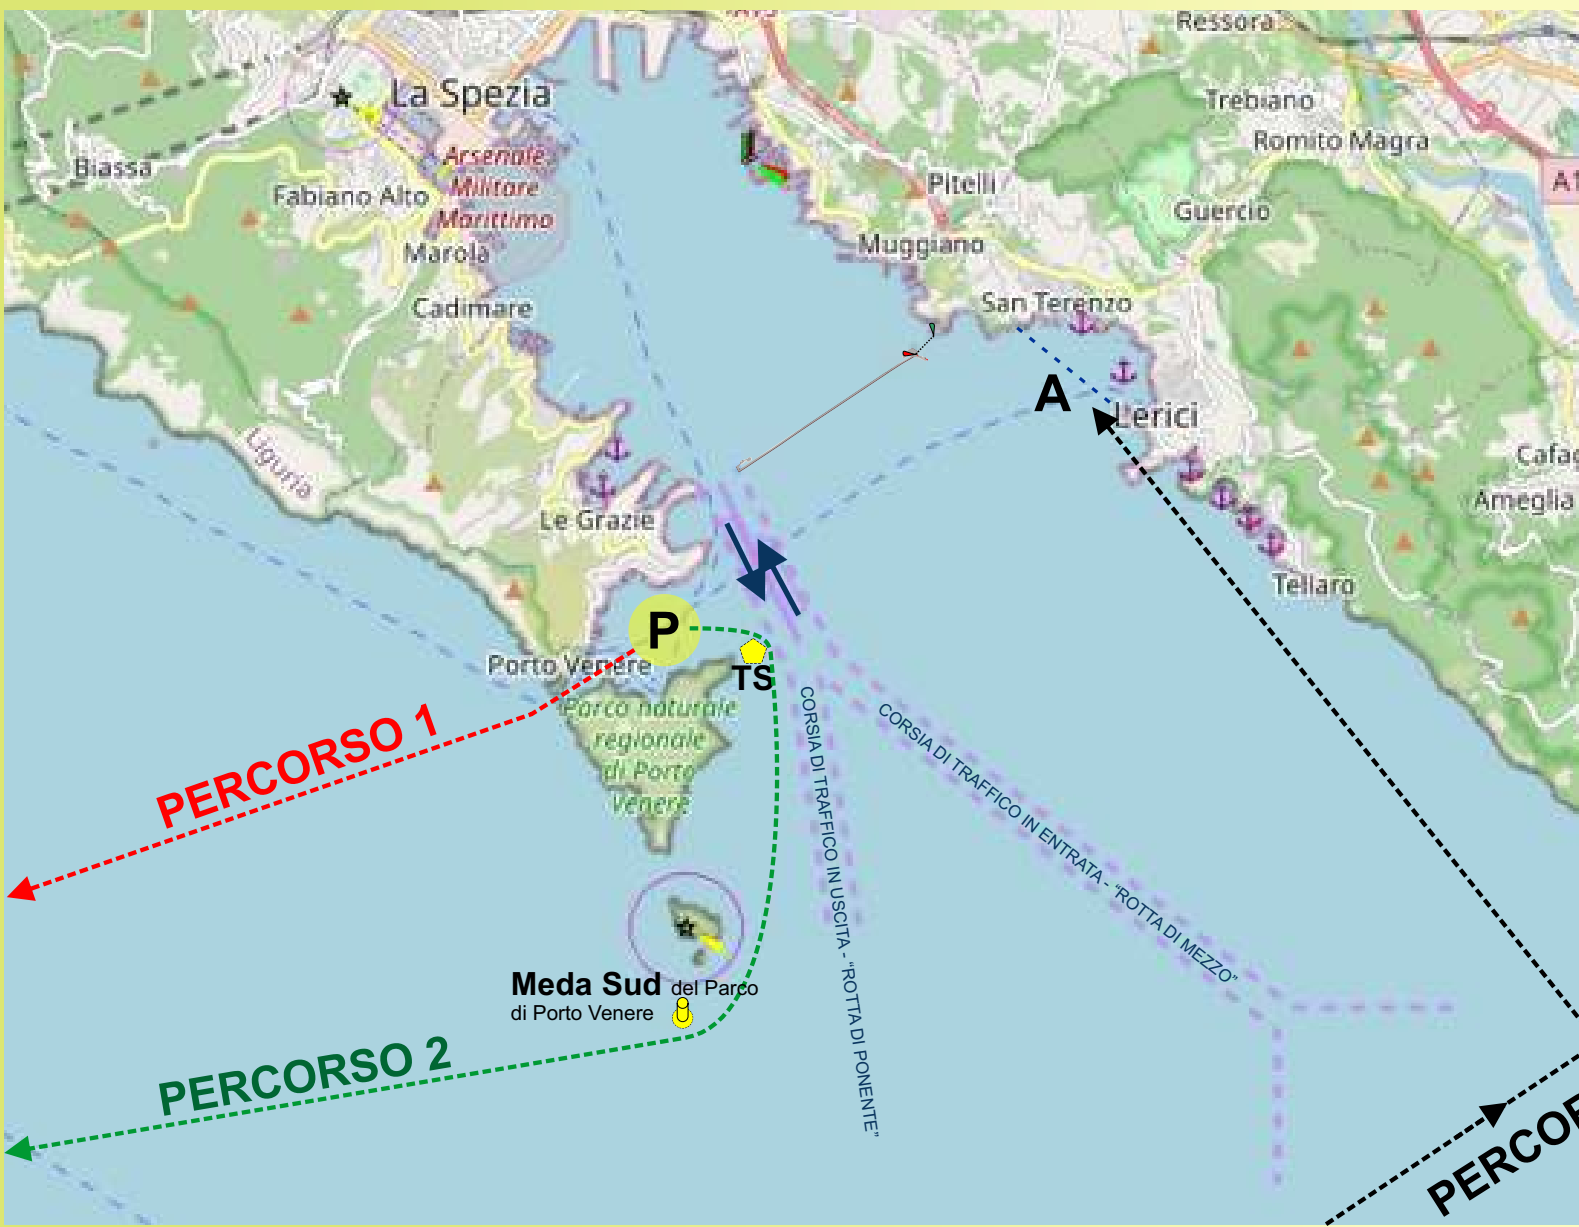 Ressora
La Spezia
Trebiano
Romito Magra
Biassa
Arsenale
Militare
Marittimo
A1
Fabiano Alto
Pitelli
Guercio
Marola
Muggiano
Cadimare
San Terenzo
A
Lerici
Liguria
Cafag
Ameglia
Le Grazie
Tellaro
P
Porto Venere
TS
Parco naturale
regionale
di Porto
Venere
PERCORSO 1
CORSIA DI TRAFFICO IN USCITA - “ROTTA DI PONENTE”
CORSIA DI TRAFFICO IN ENTRATA - “ROTTA DI MEZZO”
Meda Sud del Parco
di Porto Venere
PERCORSO 2
PERCOR